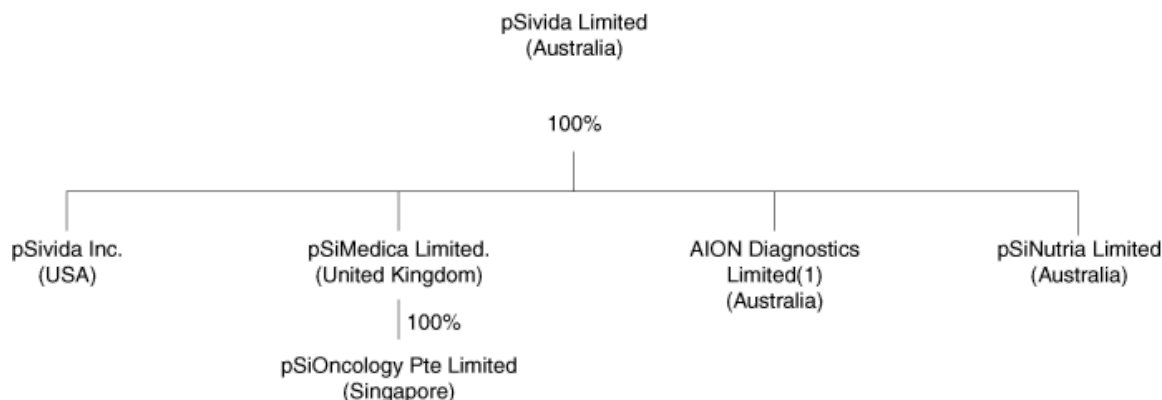 pSivida Limited
(Australia)
100%
pSivida Inc.
(USA)
pSiMedica Limited.
(United Kingdom)
AION Diagnostics
Limited(1)
(Australia)
pSiNutria Limited
(Australia)
100%
pSiOncology Pte Limited
(Singapore)